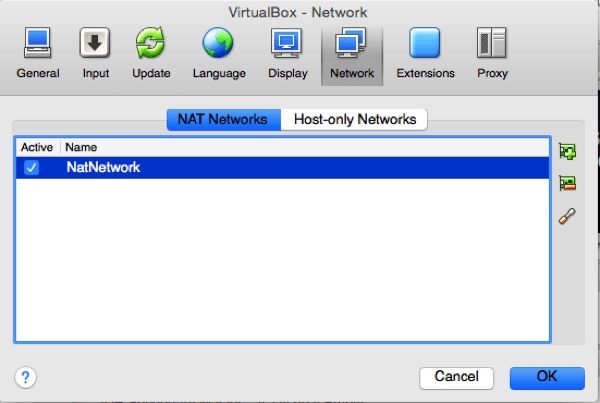 VirtualBox - Network
General Input Update Language Display Network Extensions Proxy
NAT Networks Host-only Networks
Active Name
NatNetwork
? Cancel OK